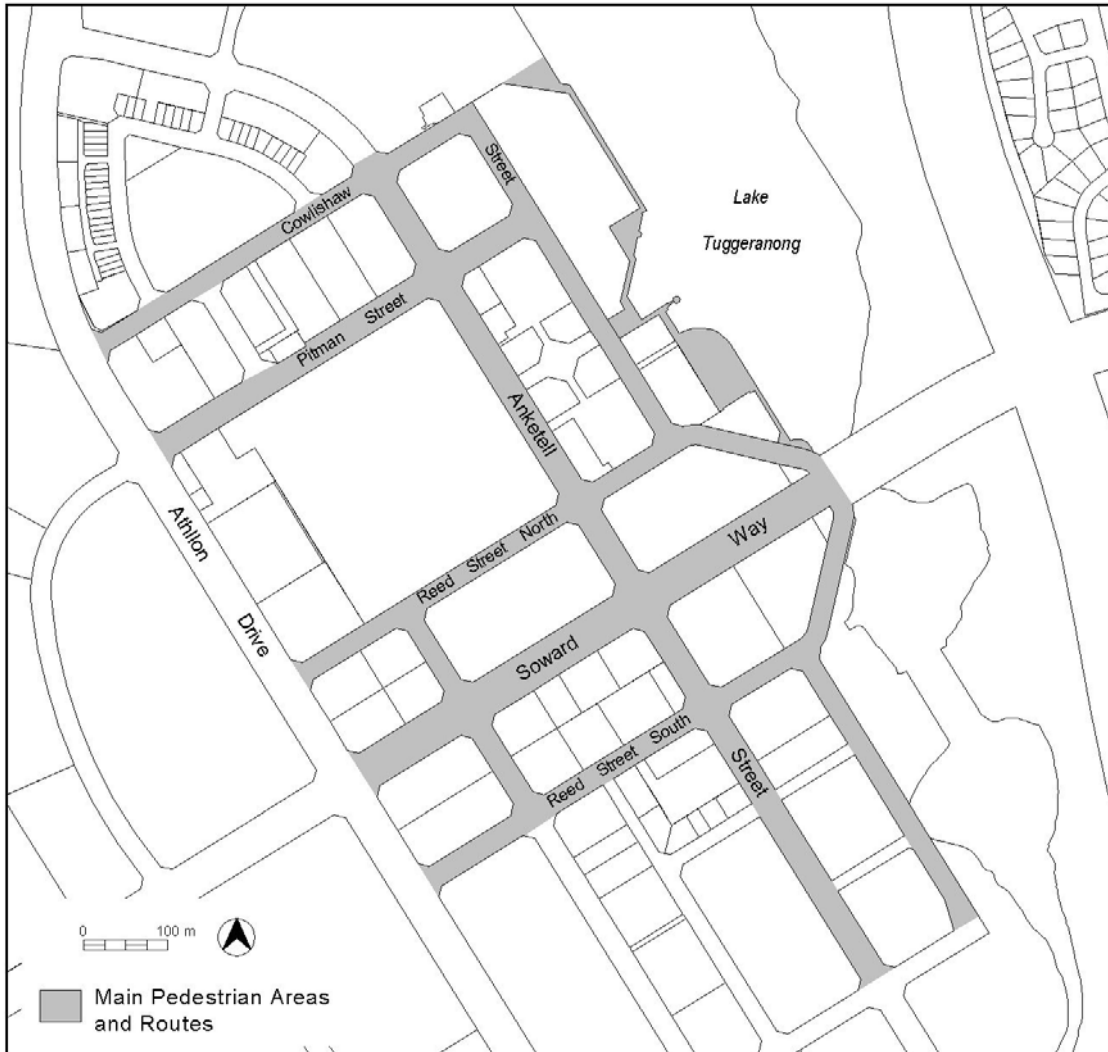 Cowlishaw
Street
Lake
Tuggeranong
Pitman Street
Anketell
Athllon
Drive
Reed Street North
Way
Soward
Reed Street South
Street
0 100 m
Main Pedestrian Areas
and Routes